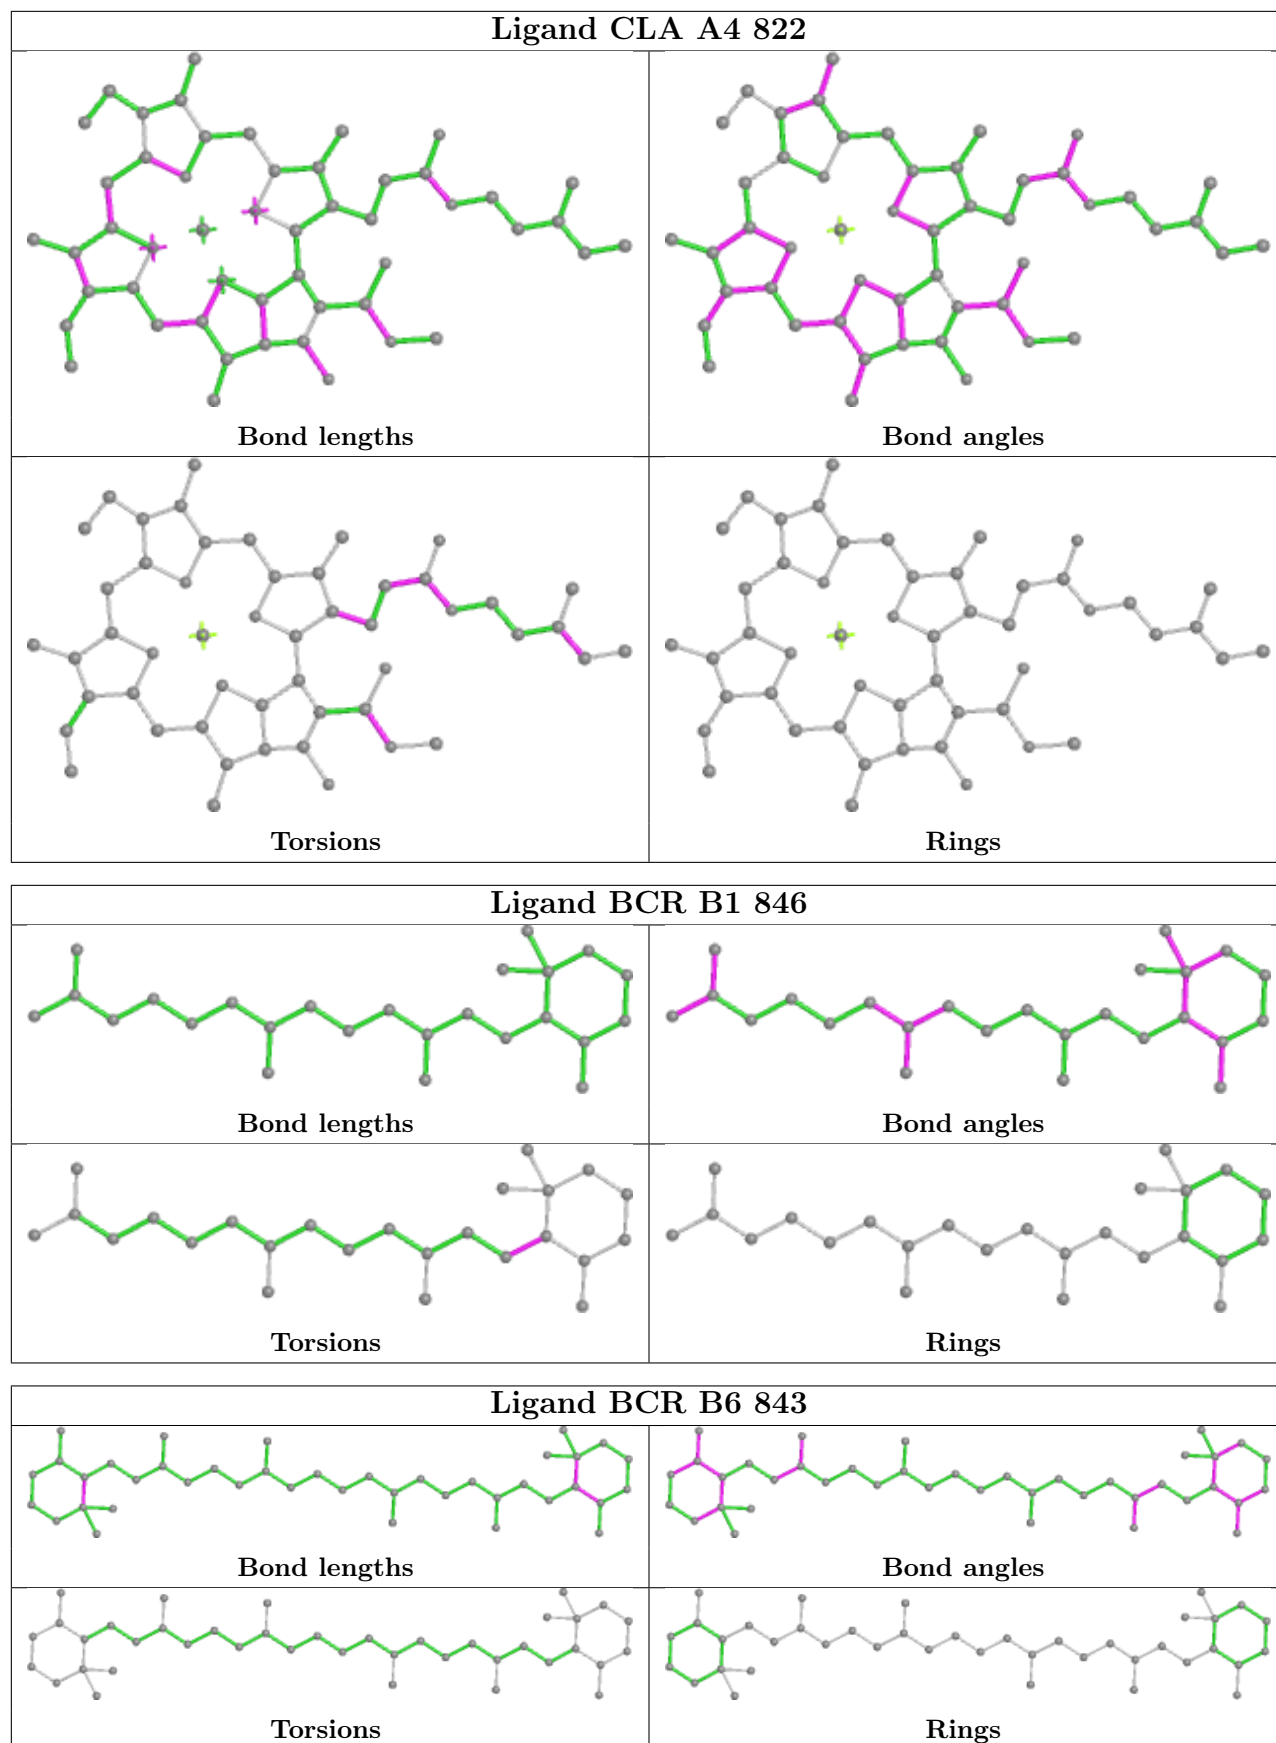 Ligand CLA A4 822
Bond lengths
Bond angles
Torsions
Rings
Ligand BCR B1 846
Bond lengths
Bond angles
Torsions
Rings
Ligand BCR B6 843
Bond lengths
Bond angles
Torsions
Rings